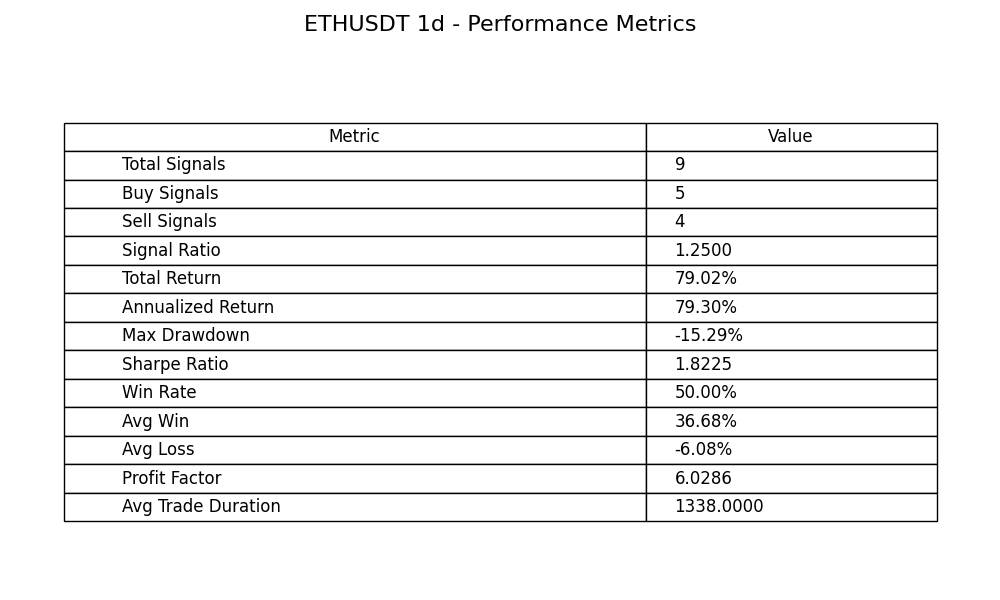 ETHUSDT 1d - Performance Metrics
Metric Value
Total Signals 9
Buy Signals 5
Sell Signals 4
Signal Ratio 1.2500
Total Return 79.02%
Annualized Return 79.30%
Max Drawdown -15.29%
Sharpe Ratio 1.8225
Win Rate 50.00%
Avg Win 36.68%
Avg Loss -6.08%
Profit Factor 6.0286
Avg Trade Duration 1338.0000